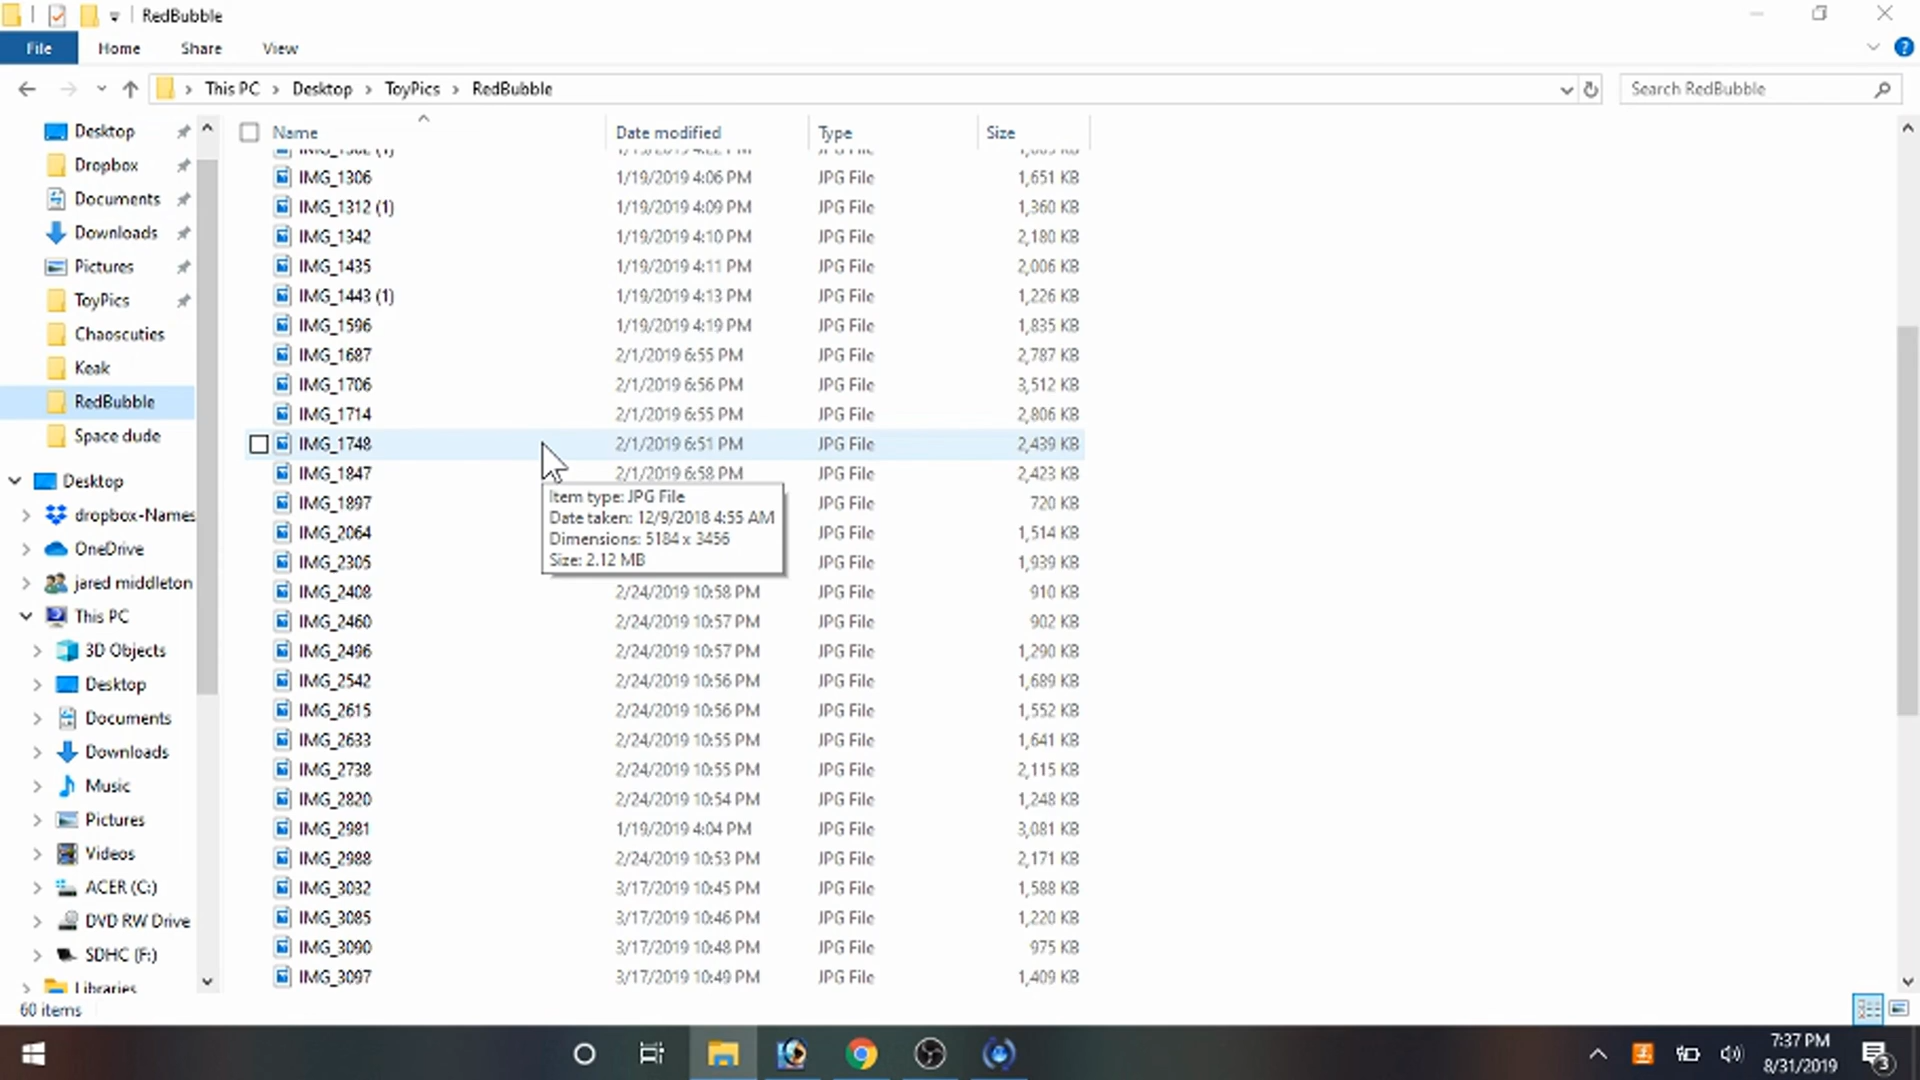 RedBubble
File Home Share View
This PC Desktop ToyPics RedBubble
Search RedBubble
Name Date modified Type Size
IMG_1306 1/19/2019 4:06 PM JPG File 1,651 KB
IMG_1312 (1) 1/19/2019 4:09 PM JPG File 1,360 KB
IMG_1342 1/19/2019 4:10 PM JPG File 2,180 KB
IMG_1435 1/19/2019 4:11 PM JPG File 2,006 KB
IMG_1443 (1) 1/19/2019 4:13 PM JPG File 1,226 KB
IMG_1596 1/19/2019 4:19 PM JPG File 1,835 KB
IMG_1687 2/1/2019 6:55 PM JPG File 2,787 KB
IMG_1706 2/1/2019 6:56 PM JPG File 3,512 KB
IMG_1714 2/1/2019 6:55 PM JPG File 2,806 KB
IMG_1748 2/1/2019 6:51 PM JPG File 2,439 KB
IMG_1847 2/1/2019 6:58 PM JPG File 2,423 KB
IMG_1897 720 KB
JPG File
IMG_2064 1,514 KB
JPG File
IMG_2305 1,939 KB
JPG File
Item type: JPG File
Date taken: 12/9/2018 4:55 AM
Dimensions: 5184 x 3456
Size: 2.12 MB
IMG_2408 2/24/2019 10:58 PM JPG File 910 KB
IMG_2460 2/24/2019 10:57 PM JPG File 902 KB
IMG_2496 2/24/2019 10:57 PM JPG File 1,290 KB
IMG_2542 2/24/2019 10:56 PM JPG File 1,689 KB
IMG_2615 2/24/2019 10:56 PM JPG File 1,552 KB
IMG_2633 2/24/2019 10:55 PM JPG File 1,641 KB
IMG_2738 2/24/2019 10:55 PM JPG File 2,115 KB
IMG_2820 2/24/2019 10:54 PM JPG File 1,248 KB
IMG_2981 1/19/2019 4:04 PM JPG File 3,081 KB
IMG_2988 2/24/2019 10:53 PM JPG File 2,171 KB
IMG_3032 3/17/2019 10:45 PM JPG File 1,588 KB
IMG_3085 3/17/2019 10:46 PM JPG File 1,220 KB
IMG_3090 3/17/2019 10:48 PM JPG File 975 KB
IMG_3097 3/17/2019 10:49 PM JPG File 1,409 KB
Desktop
Dropbox
Documents
Downloads
Pictures
ToyPics
Chaoscuties
Keak
RedBubble
Space dude
Desktop
dropbox-Names
OneDrive
jared middleton
This PC
3D Objects
Desktop
Documents
Downloads
Music
Pictures
Videos
ACER (C:)
DVD RW Drive
SDHC (F:)
Libraries
60 items
7:37 PM
8/31/2019
3